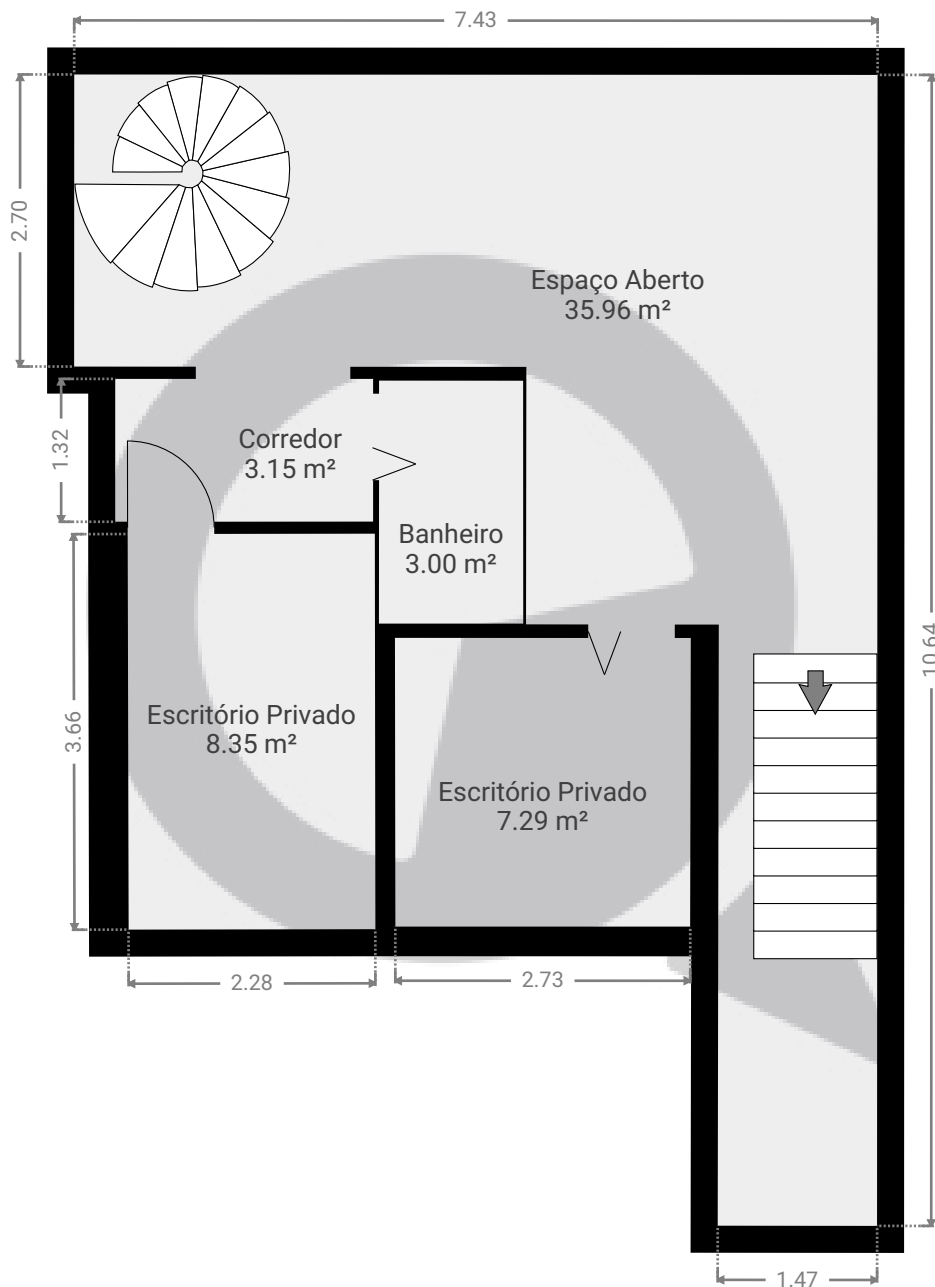 7.43
2.70
Espaço Aberto
35.96 m²
1.32
Corredor
3.15 m²
Banheiro
3.00 m²
10.64
3.66
Escritório Privado
8.35 m²
Escritório Privado
7.29 m²
2.28
2.73
1.47